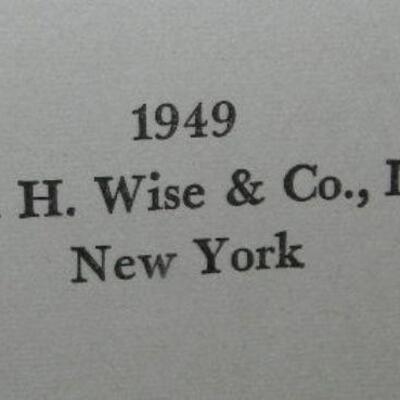 1949
H. Wise & Co.,
New York